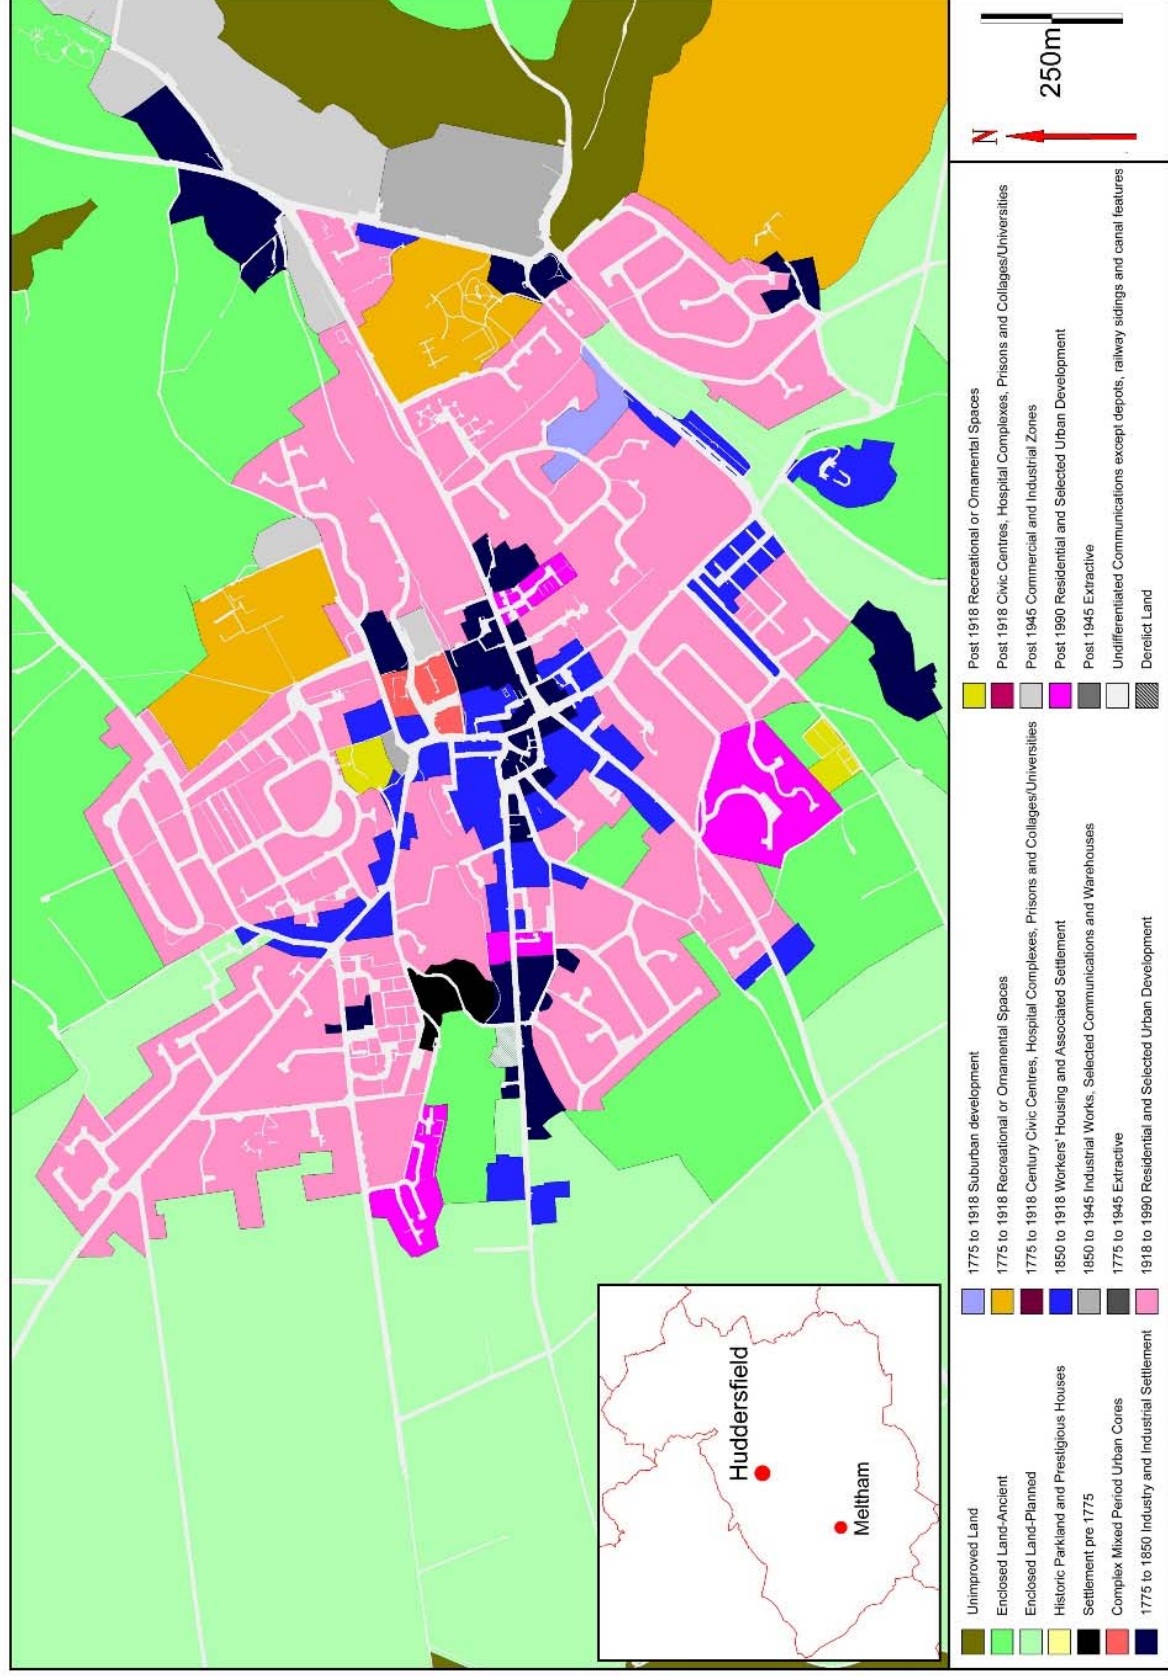 Huddersfield
Meltham
Unimproved Land
Enclosed Land-Ancient
Enclosed Land-Planned
Historic Parkland and Prestigious Houses
Settlement pre 1775
Complex Mixed Period Urban Cores
1775 to 1850 Industry and Industrial Settlement
1775 to 1918 Suburban development
1775 to 1918 Recreational or Ornamental Spaces
1775 to 1918 Century Civic Centres, Hospital Complexes, Prisons and Collages/Universities
1850 to 1918 Workers' Housing and Associated Settlement
1850 to 1945 Industrial Works, Selected Communications and Warehouses
1775 to 1945 Extractive
1918 to 1990 Residential and Selected Urban Development
Post 1918 Recreational or Ornamental Spaces
Post 1918 Civic Centres, Hospital Complexes, Prisons and Collages/Universities
Post 1945 Commercial and Industrial Zones
Post 1990 Residential and Selected Urban Development
Post 1945 Extractive
Undifferentiated Communications except depots, railway sidings and canal features
Derelict Land
N
250m